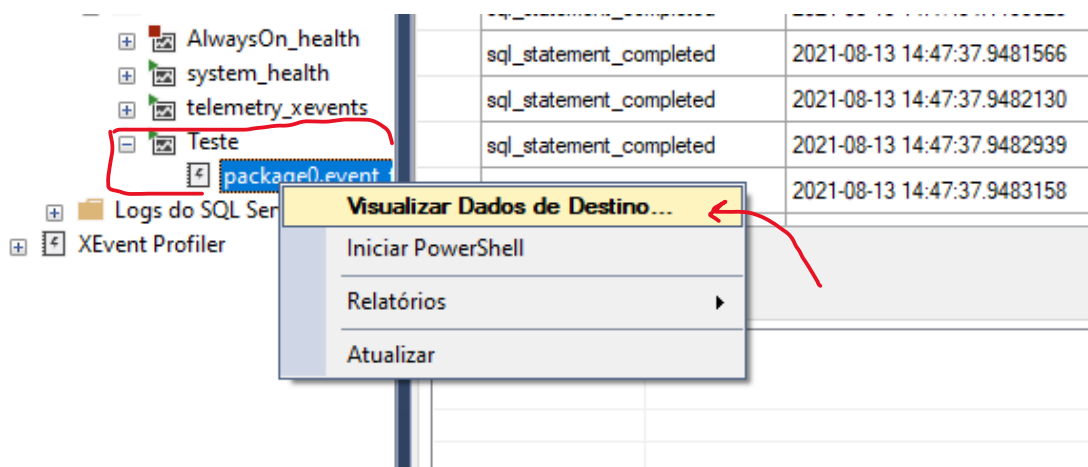 AlwaysOn_health
system_health
telemetry_xevents
Teste
package0.event_
Logs do SQL Ser
XEvent Profiler
Visualizar Dados de Destino...
Iniciar PowerShell
Relatórios
Atualizar
sql_statement_completed 2021-08-13 14:47:37.9481566
sql_statement_completed 2021-08-13 14:47:37.9482130
sql_statement_completed 2021-08-13 14:47:37.9482939
2021-08-13 14:47:37.9483158